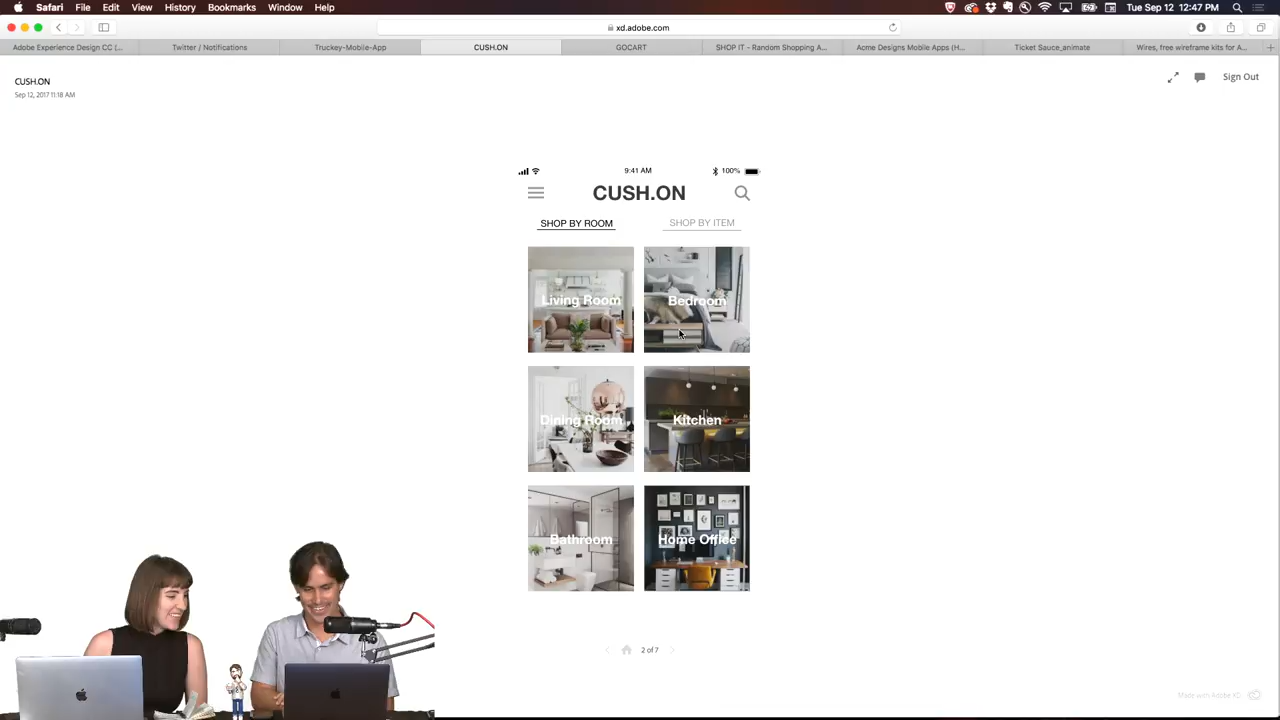 Safari File Edit View History Bookmarks Window Help
Tue Sep 12 12:47 PM
xd.adobe.com
Adobe Experience Design CC (...
Twitter / Notifications
Truckey-Mobile-App
CUSH.ON
GOCART
SHOP IT - Random Shopping A...
Acme Designs Mobile Apps (H...
Ticket Sauce_animate
Wires, free wireframe kits for A...
CUSH.ON
Sep 12, 2017 11:18 AM
Sign Out
9:41 AM
100%
CUSH.ON
SHOP BY ROOM
SHOP BY ITEM
Living Room
Bedroom
Dining Room
Kitchen
Bathroom
Home Office
2 of 7
Made with Adobe XD